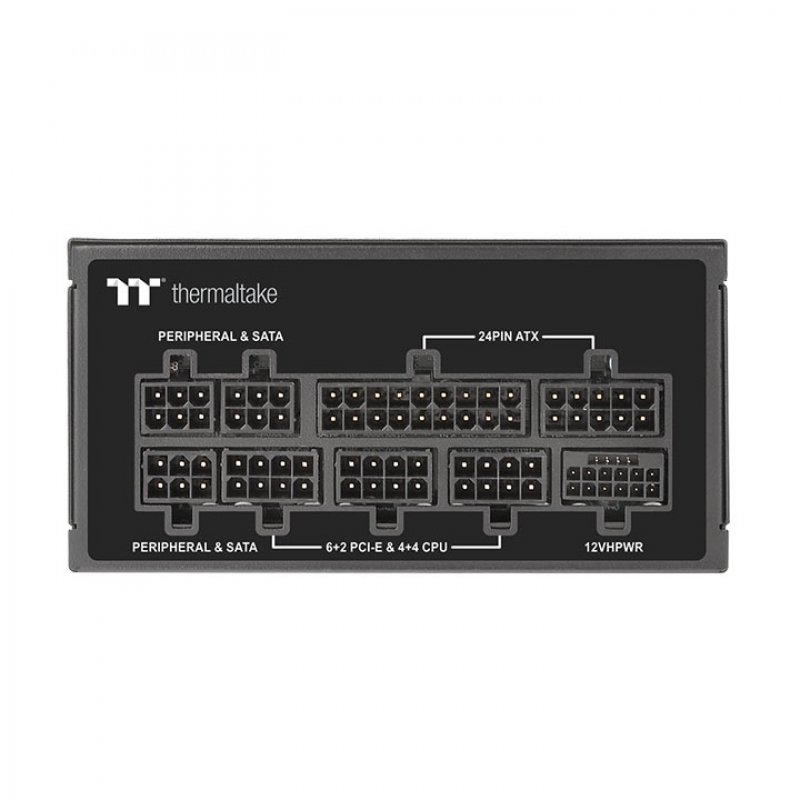 thermaltake
PERIPHERAL & SATA
24PIN ATX
PERIPHERAL & SATA
6+2 PCI-E & 4+4 CPU
12VHPWR